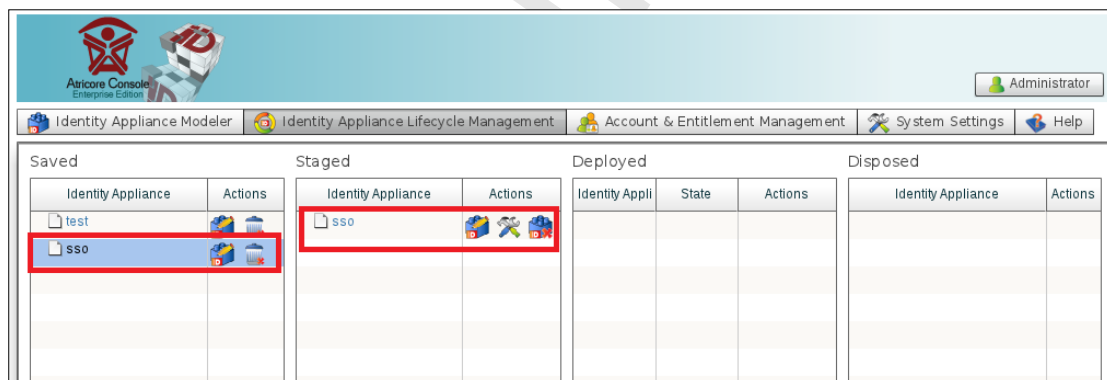 Atricore Console
Enterprise Edition
Administrator
Identity Appliance Modeler
Identity Appliance Lifecycle Management
Account & Entitlement Management
System Settings
Help
Saved
Staged
Deployed
Disposed
Identity Appliance
Actions
Identity Appliance
Actions
Identity Appli
State
Actions
Identity Appliance
Actions
test
sso
sso